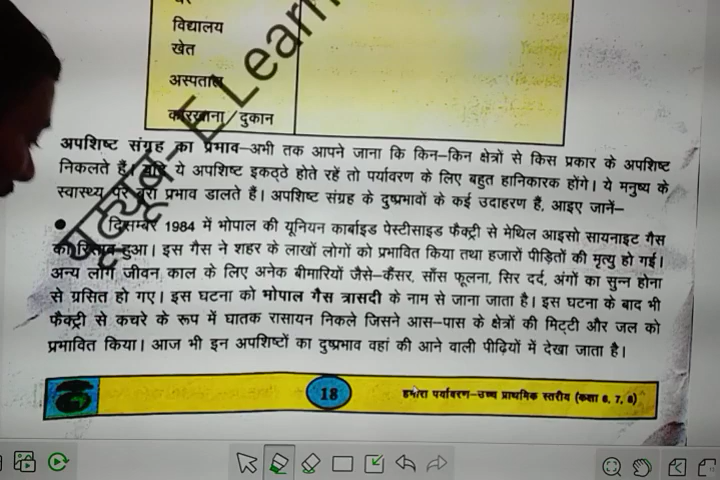 विद्यालय
खेत
अस्पताल
कारखाना/दुकान
अपशिष्ट संग्रह का प्रभाव–अभी तक आपने जाना कि किन–किन क्षेत्रों से किस प्रकार के अपशिष्ट
निकलते हैं। यदि ये अपशिष्ट इकठ्ठे होते रहें तो पर्यावरण के लिए बहुत हानिकारक होंगे। ये मनुष्य के
स्वास्थ्य पर बुरा प्रभाव डालते हैं। अपशिष्ट संग्रह के दुष्प्रभावों के कई उदाहरण हैं, आइए जानें–
● दिसम्बर 1984 में भोपाल की यूनियन कार्बाइड पेस्टीसाइड फैक्ट्री से मेथिल आइसो सायनाइट गैस
का रिसाव हुआ। इस गैस ने शहर के लाखों लोगों को प्रभावित किया तथा हजारों पीड़ितों की मृत्यु हो गई।
अन्य लोग जीवन काल के लिए अनेक बीमारियों जैसे–कैंसर, साँस फूलना, सिर दर्द, अंगों का सुन्न होना
से ग्रसित हो गए। इस घटना को भोपाल गैस त्रासदी के नाम से जाना जाता है। इस घटना के बाद भी
फैक्ट्री से कचरे के रूप में घातक रासायन निकले जिसने आस–पास के क्षेत्रों की मिट्टी और जल को
प्रभावित किया। आज भी इन अपशिष्टों का दुष्प्रभाव वहां की आने वाली पीढ़ियों में देखा जाता है।
18
हमारा पर्यावरण–उच्च प्राथमिक स्तरीय (कक्षा 6, 7, 8)
यूट्यूब–E Learn